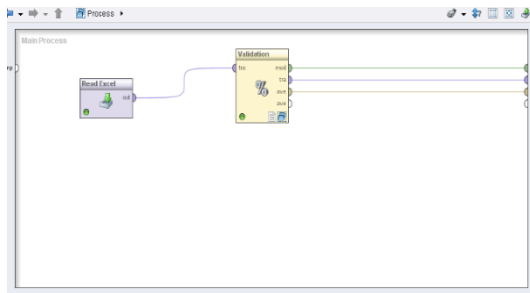 Process
Main Process
Validation
tra
mod
tra
ave
ave
Read Excel
out